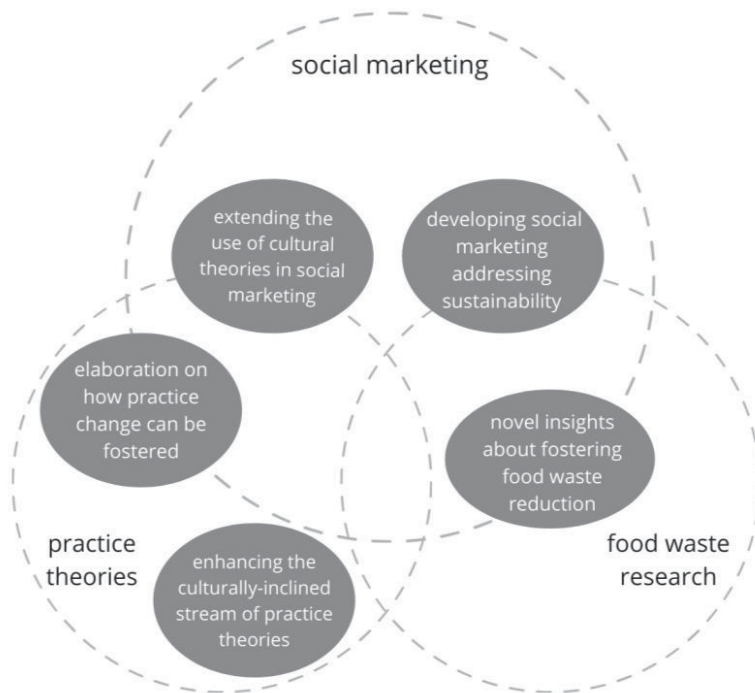 social marketing
extending the
use of cultural
theories in social
marketing
developing social
marketing
addressing
sustainability
elaboration on
how practice
change can be
fostered
novel insights
about fostering
food waste
reduction
practice
theories
food waste
research
enhancing the
culturally-inclined
stream of practice
theories